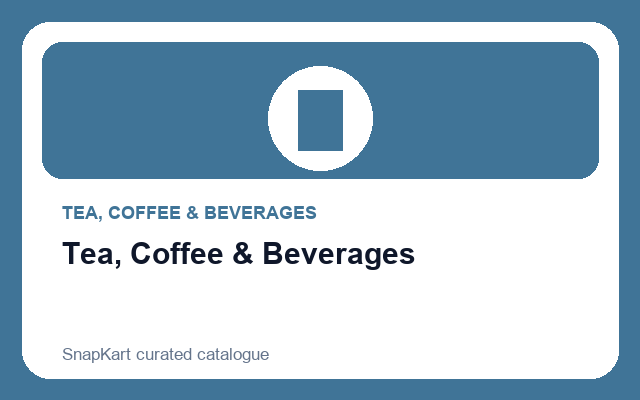 TEA, COFFEE & BEVERAGES
Tea, Coffee & Beverages
SnapKart curated catalogue